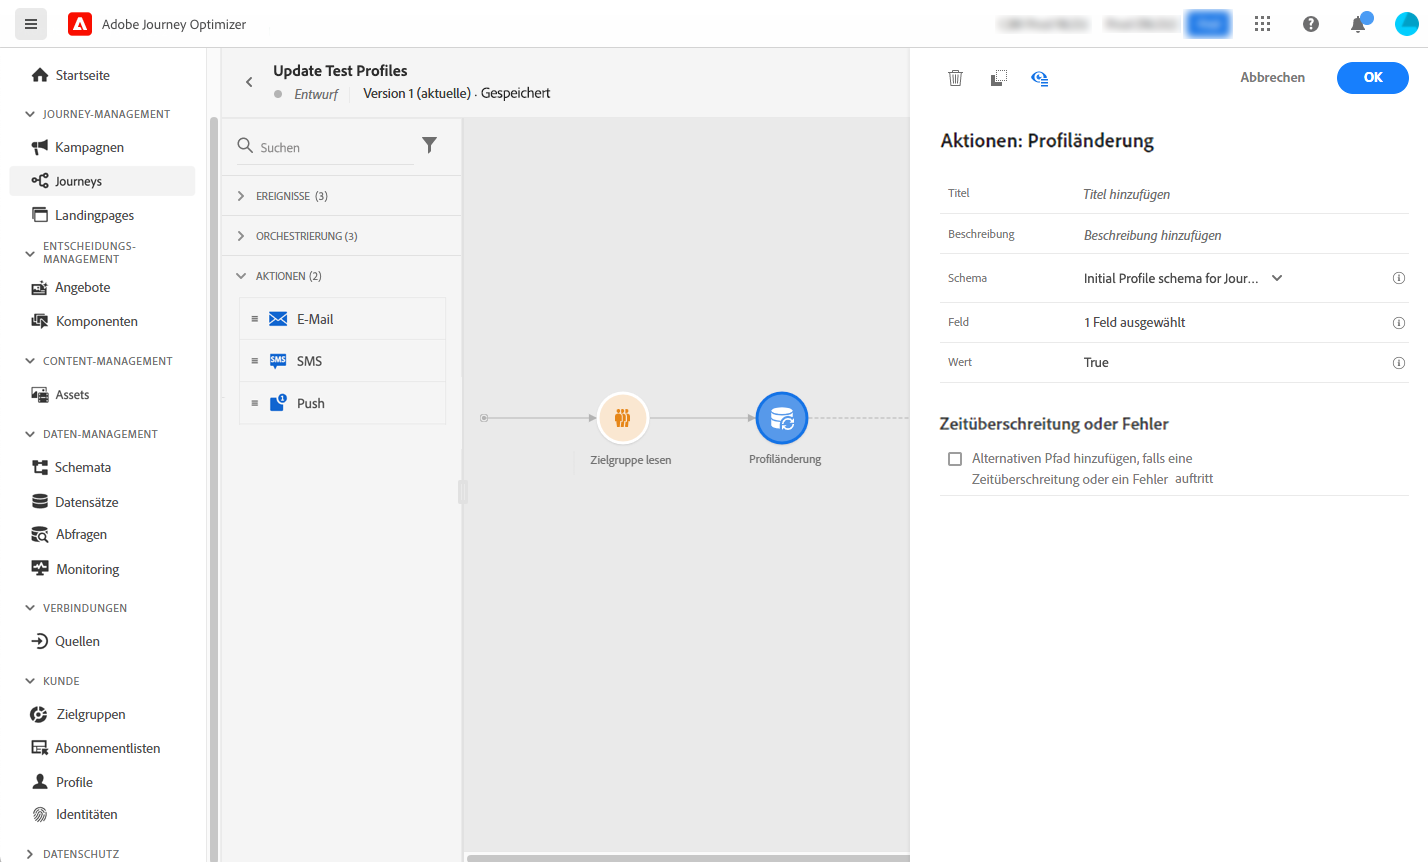 Adobe Journey Optimizer
Startseite
JOURNEY-MANAGEMENT
Kampagnen
Journeys
Landingpages
ENTSCHEIDUNGS-
MANAGEMENT
Angebote
Komponenten
CONTENT-MANAGEMENT
Assets
DATEN-MANAGEMENT
Schemata
Datensätze
Abfragen
Monitoring
VERBINDUNGEN
Quellen
KUNDE
Zielgruppen
Abonnementlisten
Profile
Identitäten
DATENSCHUTZ
Update Test Profiles
Entwurf Version 1 (aktuelle) . Gespeichert
Suchen
EREIGNISSE (3)
ORCHESTRIERUNG (3)
AKTIONEN (2)
E-Mail
SMS SMS
1 Push
Zielgruppe lesen
Profiländerung
Abbrechen
OK
Aktionen: Profiländerung
Titel Titel hinzufügen
Beschreibung Beschreibung hinzufügen
Schema Initial Profile schema for Jour...
Feld 1 Feld ausgewählt
Wert True
Zeitüberschreitung oder Fehler
Alternativen Pfad hinzufügen, falls eine
Zeitüberschreitung oder ein Fehler auftritt